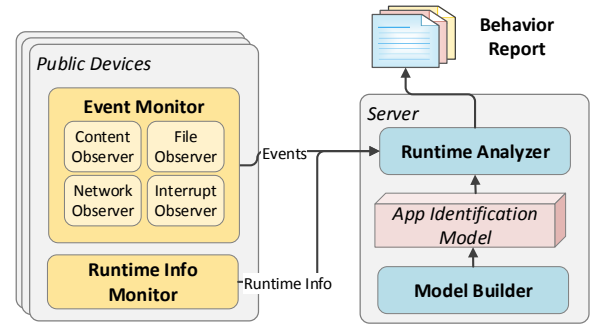 Public Devices
Event Monitor
Content
Observer
File
Observer
Network
Observer
Interrupt
Observer
Runtime Info
Monitor
Events
Runtime Info
Behavior
Report
Server
Runtime Analyzer
App Identification
Model
Model Builder